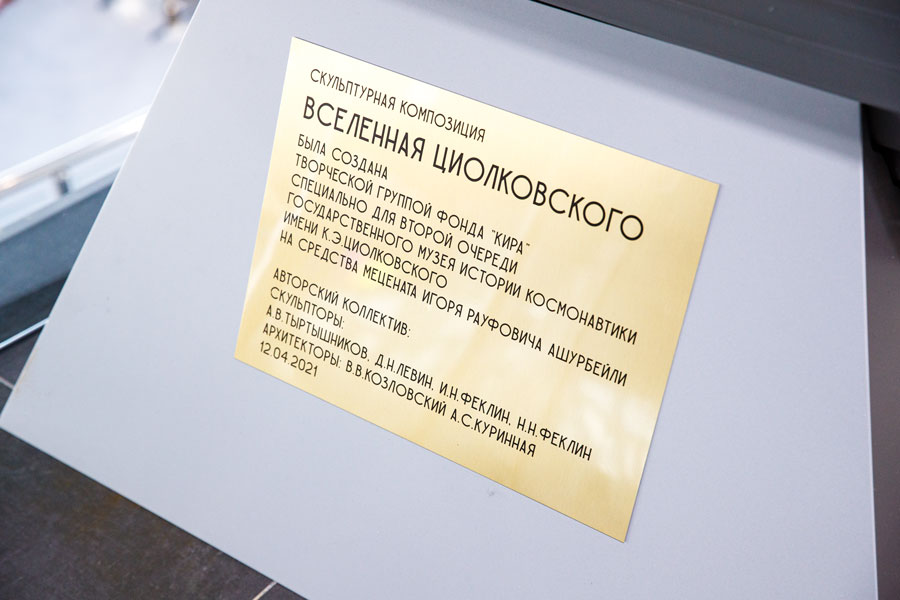 СКУЛЬПТУРНАЯ КОМПОЗИЦИЯ
ВСЕЛЕННАЯ ЦИОЛКОВСКОГО
БЫЛА СОЗДАНА
ТВОРЧЕСКОЙ ГРУППОЙ ФОНДА "КИРА"
СПЕЦИАЛЬНО ДЛЯ ВТОРОЙ ОЧЕРЕДИ
ГОСУДАРСТВЕННОГО МУЗЕЯ ИСТОРИИ КОСМОНАВТИКИ
ИМЕНИ К.Э.ЦИОЛКОВСКОГО
НА СРЕДСТВА МЕЦЕНАТА ИГОРЯ РАУФОВИЧА АШУРБЕЙЛИ
АВТОРСКИЙ КОЛЛЕКТИВ:
СКУЛЬПТОРЫ:
А.В.ТЫРТЫШНИКОВ, Д.Н.ЛЕВИН, И.Н.ФЕКЛИН, Н.Н.ФЕКЛИН
АРХИТЕКТОРЫ: В.В.КОЗЛОВСКИЙ А.С.КУРИННАЯ
12.04.2021